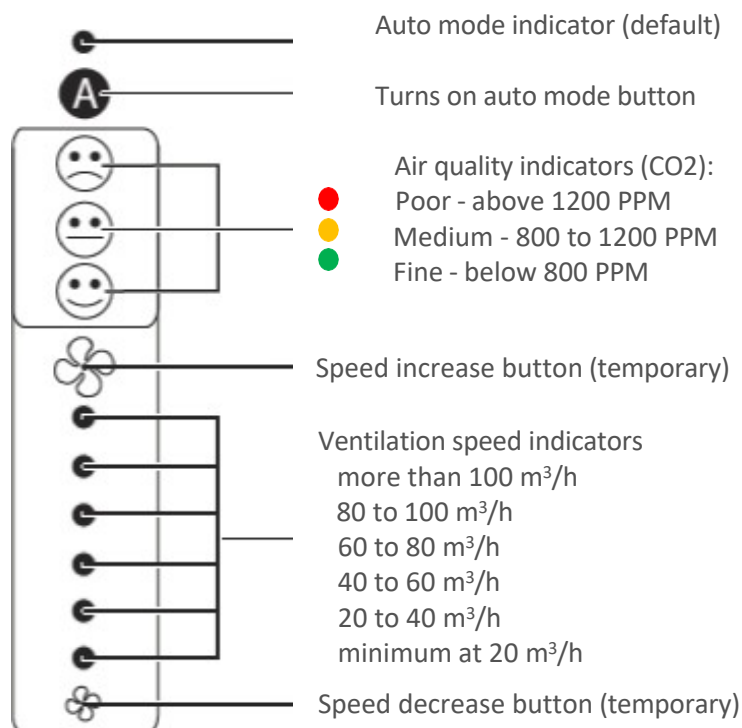 Auto mode indicator (default)
A
Turns on auto mode button
Air quality indicators (CO2):
Poor - above 1200 PPM
Medium - 800 to 1200 PPM
Fine - below 800 PPM
Speed increase button (temporary)
Ventilation speed indicators
more than 100 m³/h
80 to 100 m³/h
60 to 80 m³/h
40 to 60 m³/h
20 to 40 m³/h
minimum at 20 m³/h
Speed decrease button (temporary)